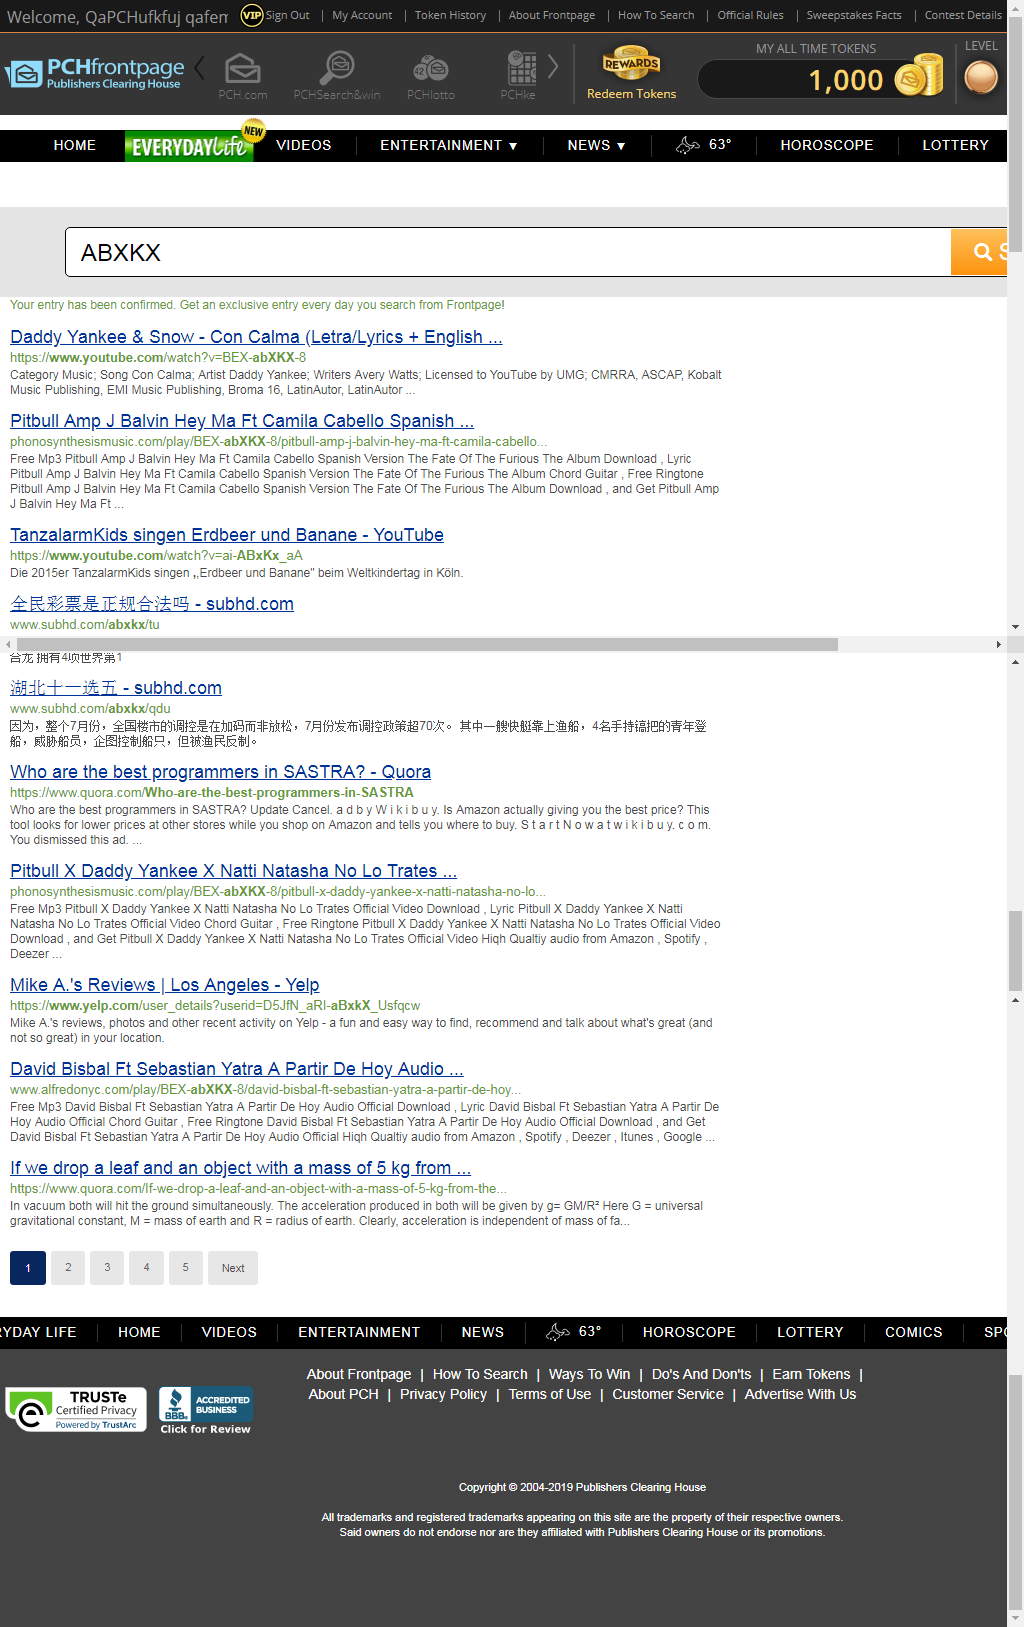 Welcome, QaPCHufkfuj qafem VIP Sign Out | My Account | Token History | About Frontpage | How To Search | Official Rules | Sweepstakes Facts | Contest Details
PCHfrontpage
Publishers Clearing House
PCH.com PCHSearch&win PCHlotto PCHke
REWARDS
Redeem Tokens
MY ALL TIME TOKENS
1,000
LEVEL
HOME EVERYDAY Life NEW VIDEOS ENTERTAINMENT ▼ NEWS ▼ 63° HOROSCOPE LOTTERY
ABXKX
Your entry has been confirmed. Get an exclusive entry every day you search from Frontpage!
Daddy Yankee & Snow - Con Calma (Letra/Lyrics + English ...
https://www.youtube.com/watch?v=BEX-abXKX-8
Category Music; Song Con Calma; Artist Daddy Yankee; Writers Avery Watts; Licensed to YouTube by UMG; CMRRA, ASCAP, Kobalt
Music Publishing, EMI Music Publishing, Broma 16, LatinAutor, LatinAutor ...
Pitbull Amp J Balvin Hey Ma Ft Camila Cabello Spanish ...
phonosynthesismusic.com/play/BEX-abXKX-8/pitbull-amp-j-balvin-hey-ma-ft-camila-cabello...
Free Mp3 Pitbull Amp J Balvin Hey Ma Ft Camila Cabello Spanish Version The Fate Of The Furious The Album Download , Lyric
Pitbull Amp J Balvin Hey Ma Ft Camila Cabello Spanish Version The Fate Of The Furious The Album Chord Guitar , Free Ringtone
Pitbull Amp J Balvin Hey Ma Ft Camila Cabello Spanish Version The Fate Of The Furious The Album Download , and Get Pitbull Amp
J Balvin Hey Ma Ft ...
TanzalarmKids singen Erdbeer und Banane - YouTube
https://www.youtube.com/watch?v=ai-ABxKx_aA
Die 2015er TanzalarmKids singen „Erdbeer und Banane" beim Weltkindertag in Köln.
全民彩票是正规合法吗 - subhd.com
www.subhd.com/abxkx/tu
合龙 拥有4项世界第1
湖北十一选五 - subhd.com
www.subhd.com/abxkx/qdu
因为，整个7月份，全国楼市的调控是在加码而非放松，7月份发布调控政策超70次。 其中一艘快艇靠上渔船，4名手持镐把的青年登
船，威胁船员，企图控制船只，但被渔民反制。
Who are the best programmers in SASTRA? - Quora
https://www.quora.com/Who-are-the-best-programmers-in-SASTRA
Who are the best programmers in SASTRA? Update Cancel. a d b y W i k i b u y. Is Amazon actually giving you the best price? This
tool looks for lower prices at other stores while you shop on Amazon and tells you where to buy. S t a r t N o w a t w i k i b u y. c o m.
You dismissed this ad. ...
Pitbull X Daddy Yankee X Natti Natasha No Lo Trates ...
phonosynthesismusic.com/play/BEX-abXKX-8/pitbull-x-daddy-yankee-x-natti-natasha-no-lo...
Free Mp3 Pitbull X Daddy Yankee X Natti Natasha No Lo Trates Official Video Download , Lyric Pitbull X Daddy Yankee X Natti
Natasha No Lo Trates Official Video Chord Guitar , Free Ringtone Pitbull X Daddy Yankee X Natti Natasha No Lo Trates Official Video
Download , and Get Pitbull X Daddy Yankee X Natti Natasha No Lo Trates Official Video Hiqh Qualtiy audio from Amazon , Spotify ,
Deezer ...
Mike A.'s Reviews | Los Angeles - Yelp
https://www.yelp.com/user_details?userid=D5JfN_aRI-aBxkX_Usfqcw
Mike A.'s reviews, photos and other recent activity on Yelp - a fun and easy way to find, recommend and talk about what's great (and
not so great) in your location.
David Bisbal Ft Sebastian Yatra A Partir De Hoy Audio ...
www.alfredonyc.com/play/BEX-abXKX-8/david-bisbal-ft-sebastian-yatra-a-partir-de-hoy...
Free Mp3 David Bisbal Ft Sebastian Yatra A Partir De Hoy Audio Official Download , Lyric David Bisbal Ft Sebastian Yatra A Partir De
Hoy Audio Official Chord Guitar , Free Ringtone David Bisbal Ft Sebastian Yatra A Partir De Hoy Audio Official Download , and Get
David Bisbal Ft Sebastian Yatra A Partir De Hoy Audio Official Hiqh Qualtiy audio from Amazon , Spotify , Deezer , Itunes , Google ...
If we drop a leaf and an object with a mass of 5 kg from ...
https://www.quora.com/If-we-drop-a-leaf-and-an-object-with-a-mass-of-5-kg-from-the...
In vacuum both will hit the ground simultaneously. The acceleration produced in both will be given by g= GM/R² Here G = universal
gravitational constant, M = mass of earth and R = radius of earth. Clearly, acceleration is independent of mass of fa...
1 2 3 4 5 Next
RYDAY LIFE HOME VIDEOS ENTERTAINMENT NEWS 63° HOROSCOPE LOTTERY COMICS SPO
About Frontpage | How To Search | Ways To Win | Do's And Don'ts | Earn Tokens |
About PCH | Privacy Policy | Terms of Use | Customer Service | Advertise With Us
TRUSTe
Certified Privacy
Powered by TrustArc
BBB. ACCREDITED BUSINESS
Click for Review
Copyright © 2004-2019 Publishers Clearing House
All trademarks and registered trademarks appearing on this site are the property of their respective owners.
Said owners do not endorse nor are they affiliated with Publishers Clearing House or its promotions.